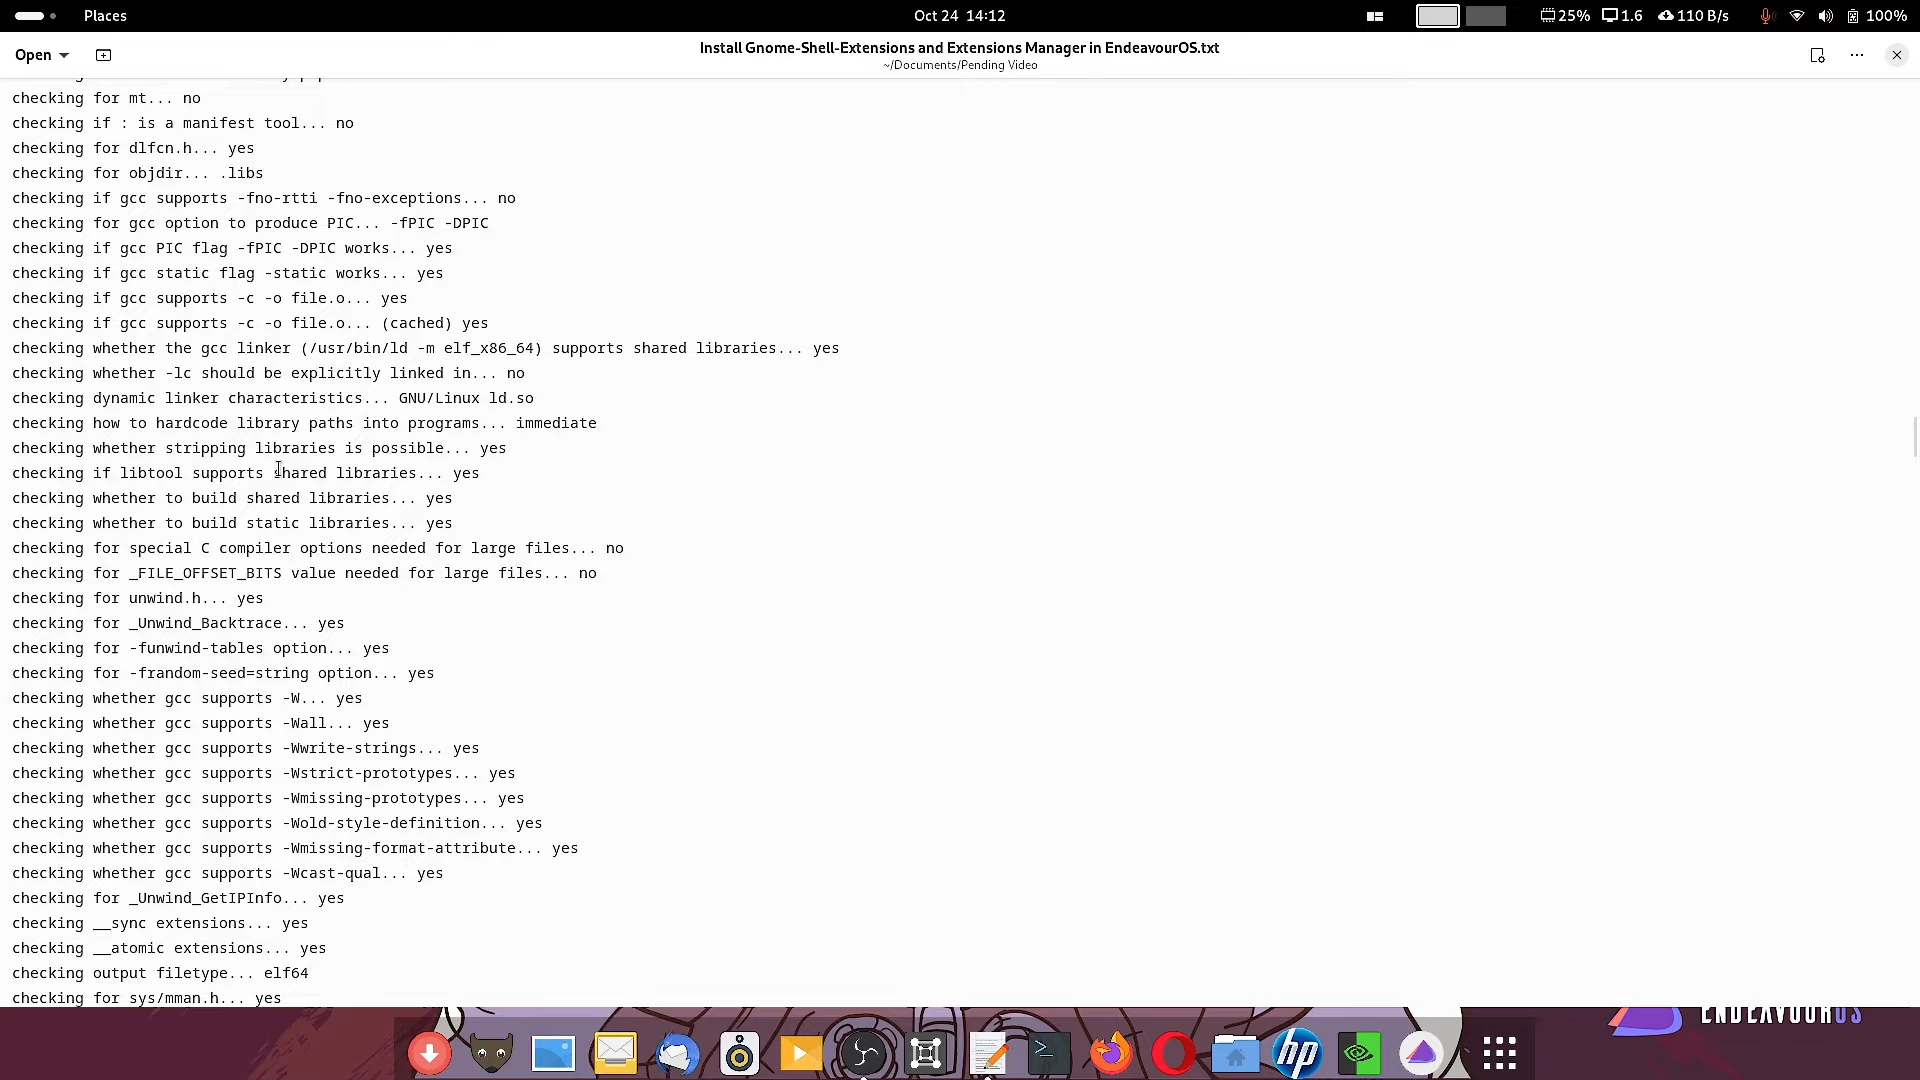 Places
Oct 24 14:12
25%
1.6
110 B/s
100%
Open
Install Gnome-Shell-Extensions and Extensions Manager in EndeavourOS.txt
~/Documents/Pending Video
checking for mt... no
checking if : is a manifest tool... no
checking for dlfcn.h... yes
checking for objdir... .libs
checking if gcc supports -fno-rtti -fno-exceptions... no
checking for gcc option to produce PIC... -fPIC -DPIC
checking if gcc PIC flag -fPIC -DPIC works... yes
checking if gcc static flag -static works... yes
checking if gcc supports -c -o file.o... yes
checking if gcc supports -c -o file.o... (cached) yes
checking whether the gcc linker (/usr/bin/ld -m elf_x86_64) supports shared libraries... yes
checking whether -lc should be explicitly linked in... no
checking dynamic linker characteristics... GNU/Linux ld.so
checking how to hardcode library paths into programs... immediate
checking whether stripping libraries is possible... yes
checking if libtool supports shared libraries... yes
checking whether to build shared libraries... yes
checking whether to build static libraries... yes
checking for special C compiler options needed for large files... no
checking for _FILE_OFFSET_BITS value needed for large files... no
checking for unwind.h... yes
checking for _Unwind_Backtrace... yes
checking for -funwind-tables option... yes
checking for -frandom-seed=string option... yes
checking whether gcc supports -W... yes
checking whether gcc supports -Wall... yes
checking whether gcc supports -Wwrite-strings... yes
checking whether gcc supports -Wstrict-prototypes... yes
checking whether gcc supports -Wmissing-prototypes... yes
checking whether gcc supports -Wold-style-definition... yes
checking whether gcc supports -Wmissing-format-attribute... yes
checking whether gcc supports -Wcast-qual... yes
checking for _Unwind_GetIPInfo... yes
checking __sync extensions... yes
checking __atomic extensions... yes
checking output filetype... elf64
checking for sys/mman.h... yes
ENDEAVOUROS
hp